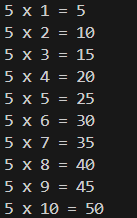 5 x 1 = 5
5 x 2 = 10
5 x 3 = 15
5 x 4 = 20
5 x 5 = 25
5 x 6 = 30
5 x 7 = 35
5 x 8 = 40
5 x 9 = 45
5 x 10 = 50